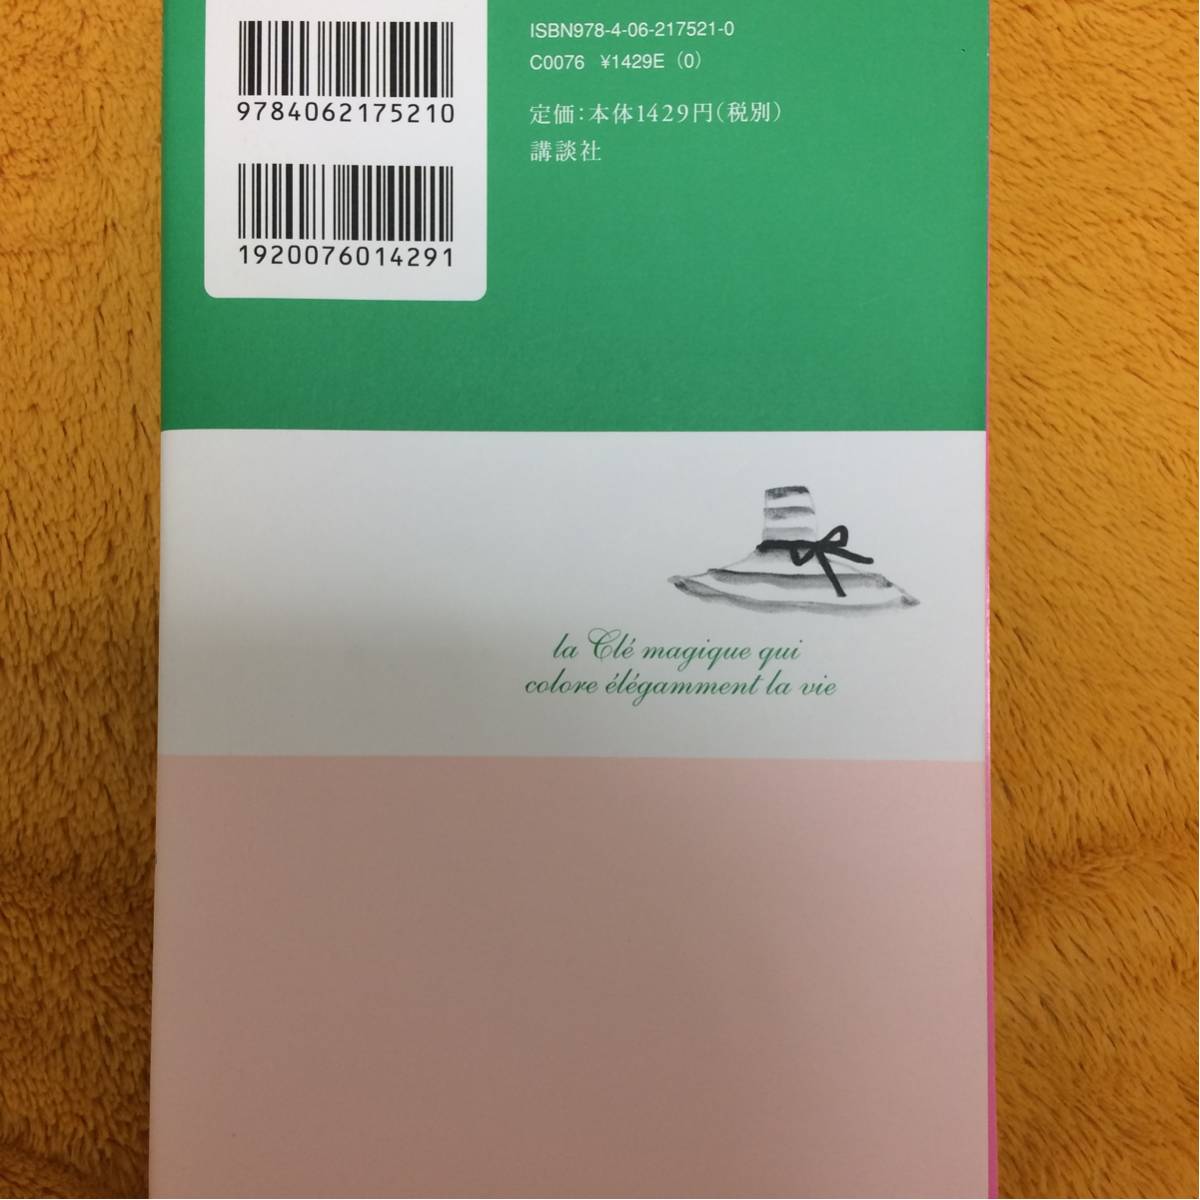 9784062175210
1920076014291
ISBN978-4-06-217521-0
C0076 ¥1429E (0)
定価:本体1429円(税別)
講談社
la Clé magique qui
colore élégamment la vie